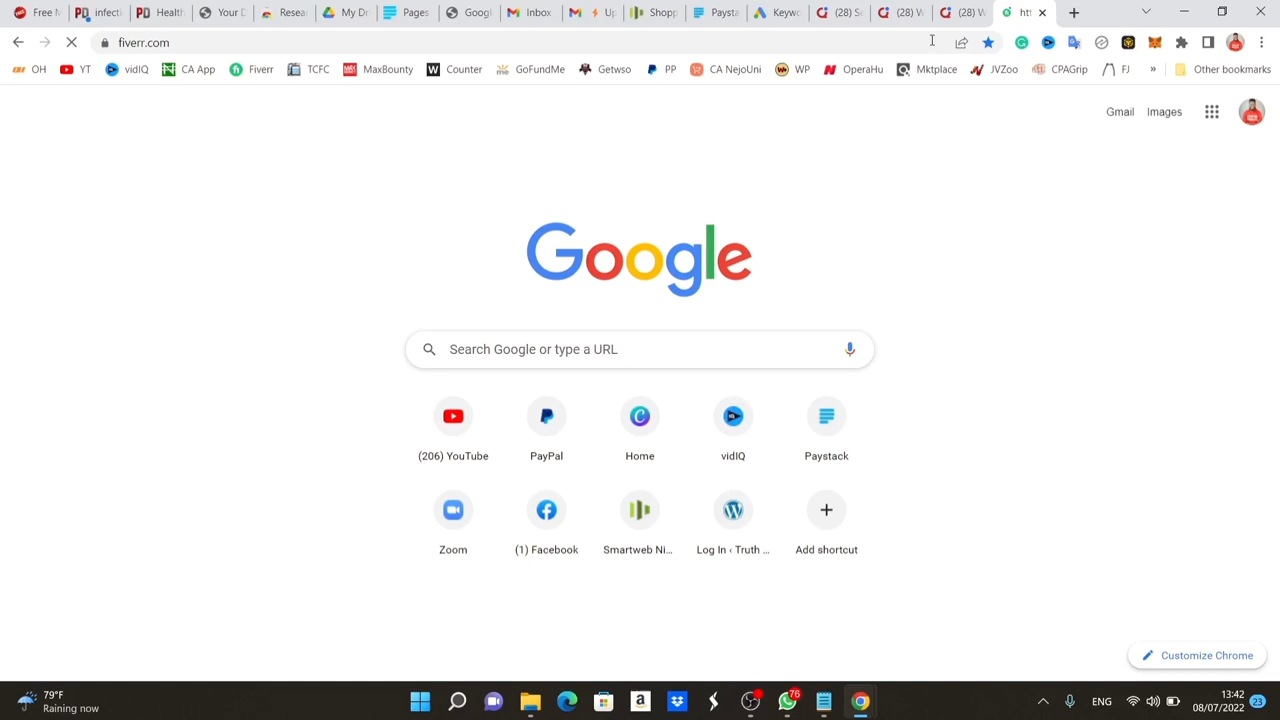 Free M
infecti
Health
Your D
Resea
My Dr
Pages
Googl
Inbox
Up
Shopp
Paysta
Keywo
(28) Se
(28) W
(28) W
htt
fiverr.com
OH YT vidIQ CA App Fiverr TCFC MaxBounty Counter GoFundMe Getwso PP CA NejoUni WP OperaHu Mktplace JVZoo CPAGrip FJ » Other bookmarks
Gmail Images
Google
Search Google or type a URL
(206) YouTube PayPal Home vidIQ Paystack
Zoom (1) Facebook Smartweb Ni... Log In ‹ Truth ... Add shortcut
Customize Chrome
79°F
Raining now
76
ENG
13:42
08/07/2022
23